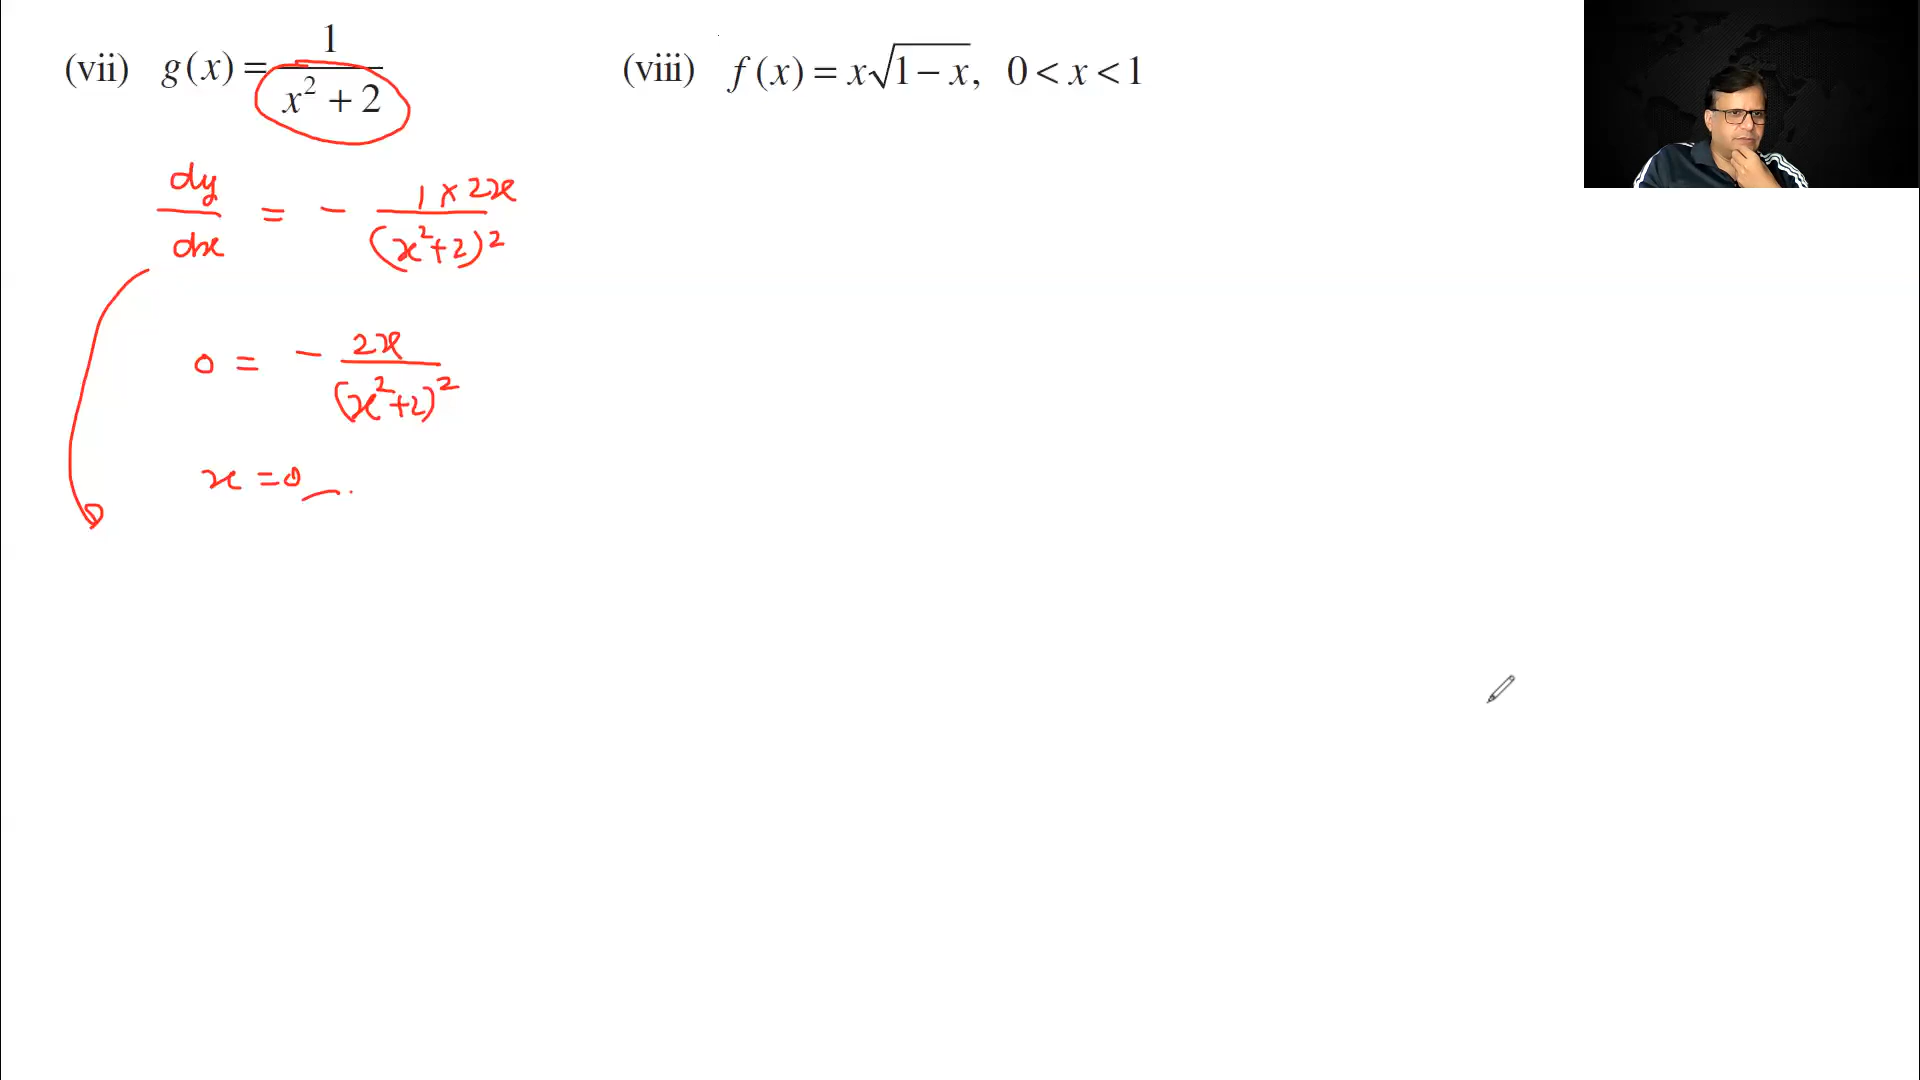 (vii) g(x) = 1/(x² + 2)
(viii) f(x) = x√(1 − x), 0 < x < 1
dy/dx = − (1 × 2x)/(x²+2)²
0 = − 2x/(x²+2)²
x = 0